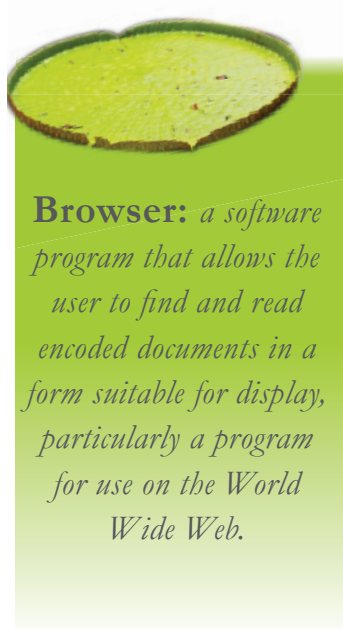 Browser: a software
program that allows the
user to find and read
encoded documents in a
form suitable for display,
particularly a program
for use on the World
Wide Web.